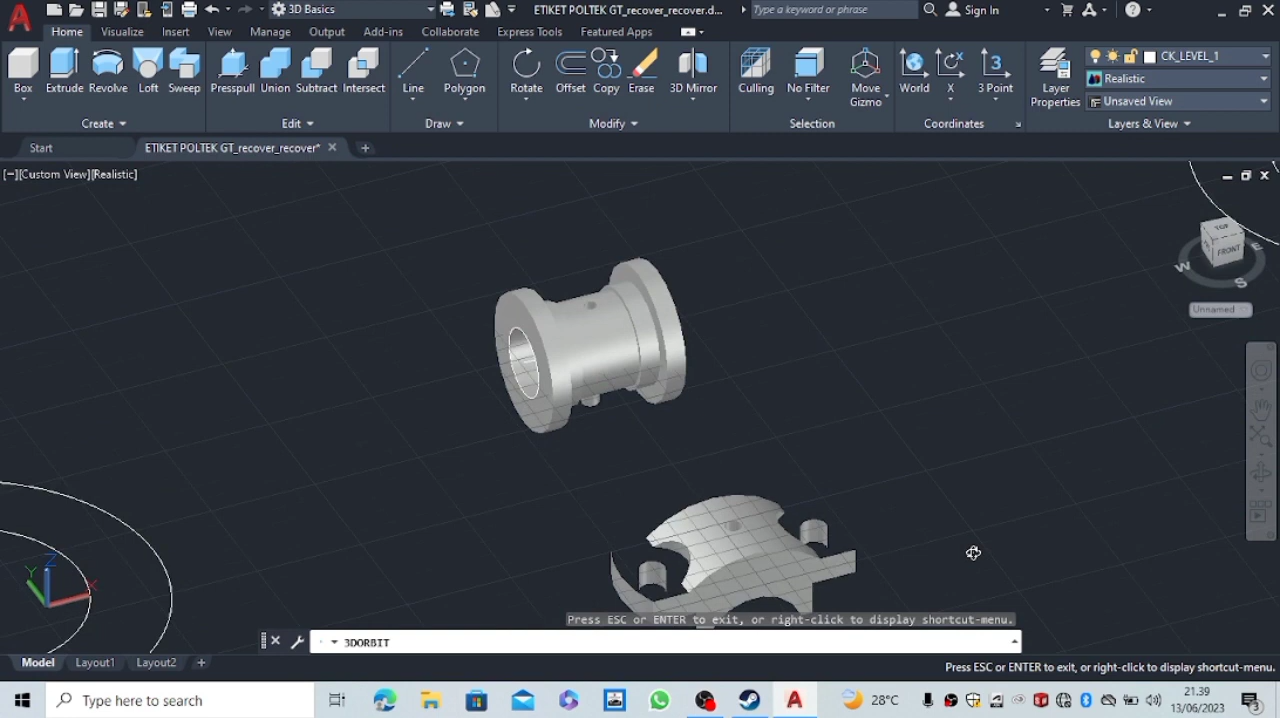 3D Basics
ETIKET POLTEK GT_recover_recover.d...
Type a keyword or phrase
Sign In
Home
Visualize
Insert
View
Manage
Output
Add-ins
Collaborate
Express Tools
Featured Apps
Box
Extrude
Revolve
Loft
Sweep
Presspull
Union
Subtract
Intersect
Line
Polygon
Rotate
Offset
Copy
Erase
3D Mirror
Culling
No Filter
Move
Gizmo
World
X
3 Point
Layer
Properties
CK_LEVEL_1
Realistic
Unsaved View
Create
Edit
Draw
Modify
Selection
Coordinates
Layers & View
Start
ETIKET POLTEK GT_recover_recover*
[−][Custom View][Realistic]
TOP
FRONT
W
E
S
Unnamed
Y
Z
X
Press ESC or ENTER to exit, or right-click to display shortcut-menu.
3DORBIT
Model
Layout1
Layout2
Press ESC or ENTER to exit, or right-click to display shortcut-menu.
Type here to search
28°C
21.39
13/06/2023
3